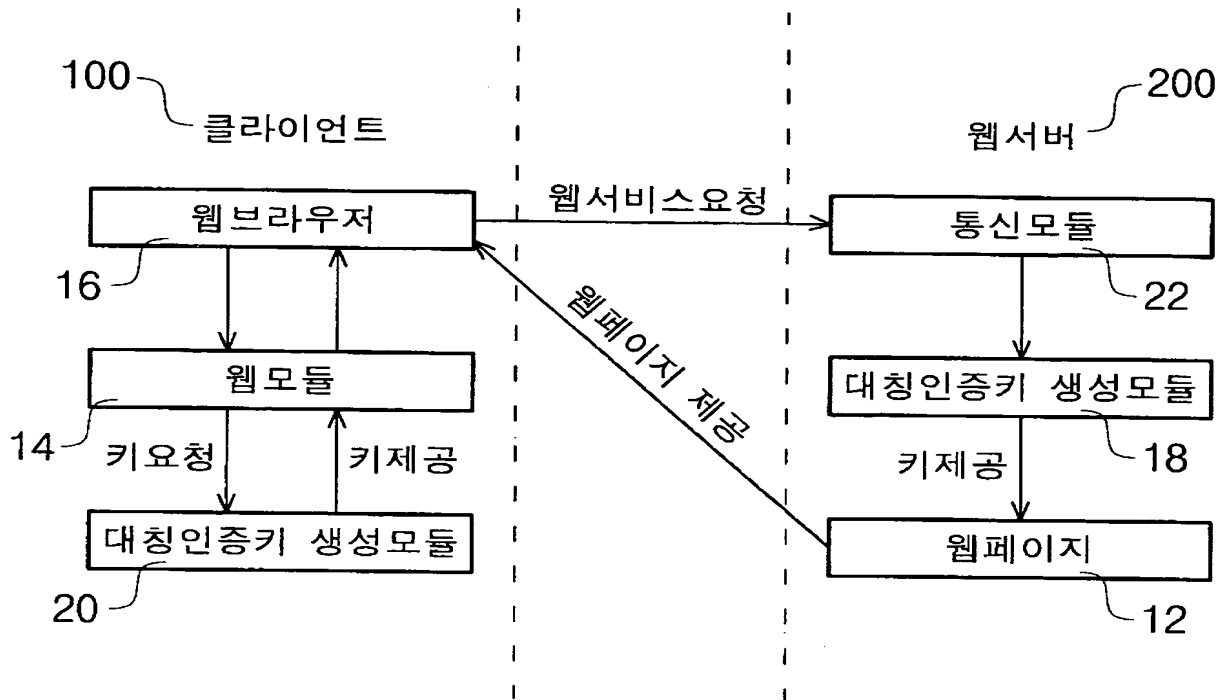 100
200
클라이언트
웹서버
웹브라우저
웹서비스요청
통신모듈
16
22
웹페이지 제공
웹모듈
대칭인증키 생성모듈
14
18
키요청
키제공
키제공
대칭인증키 생성모듈
웹페이지
20
12